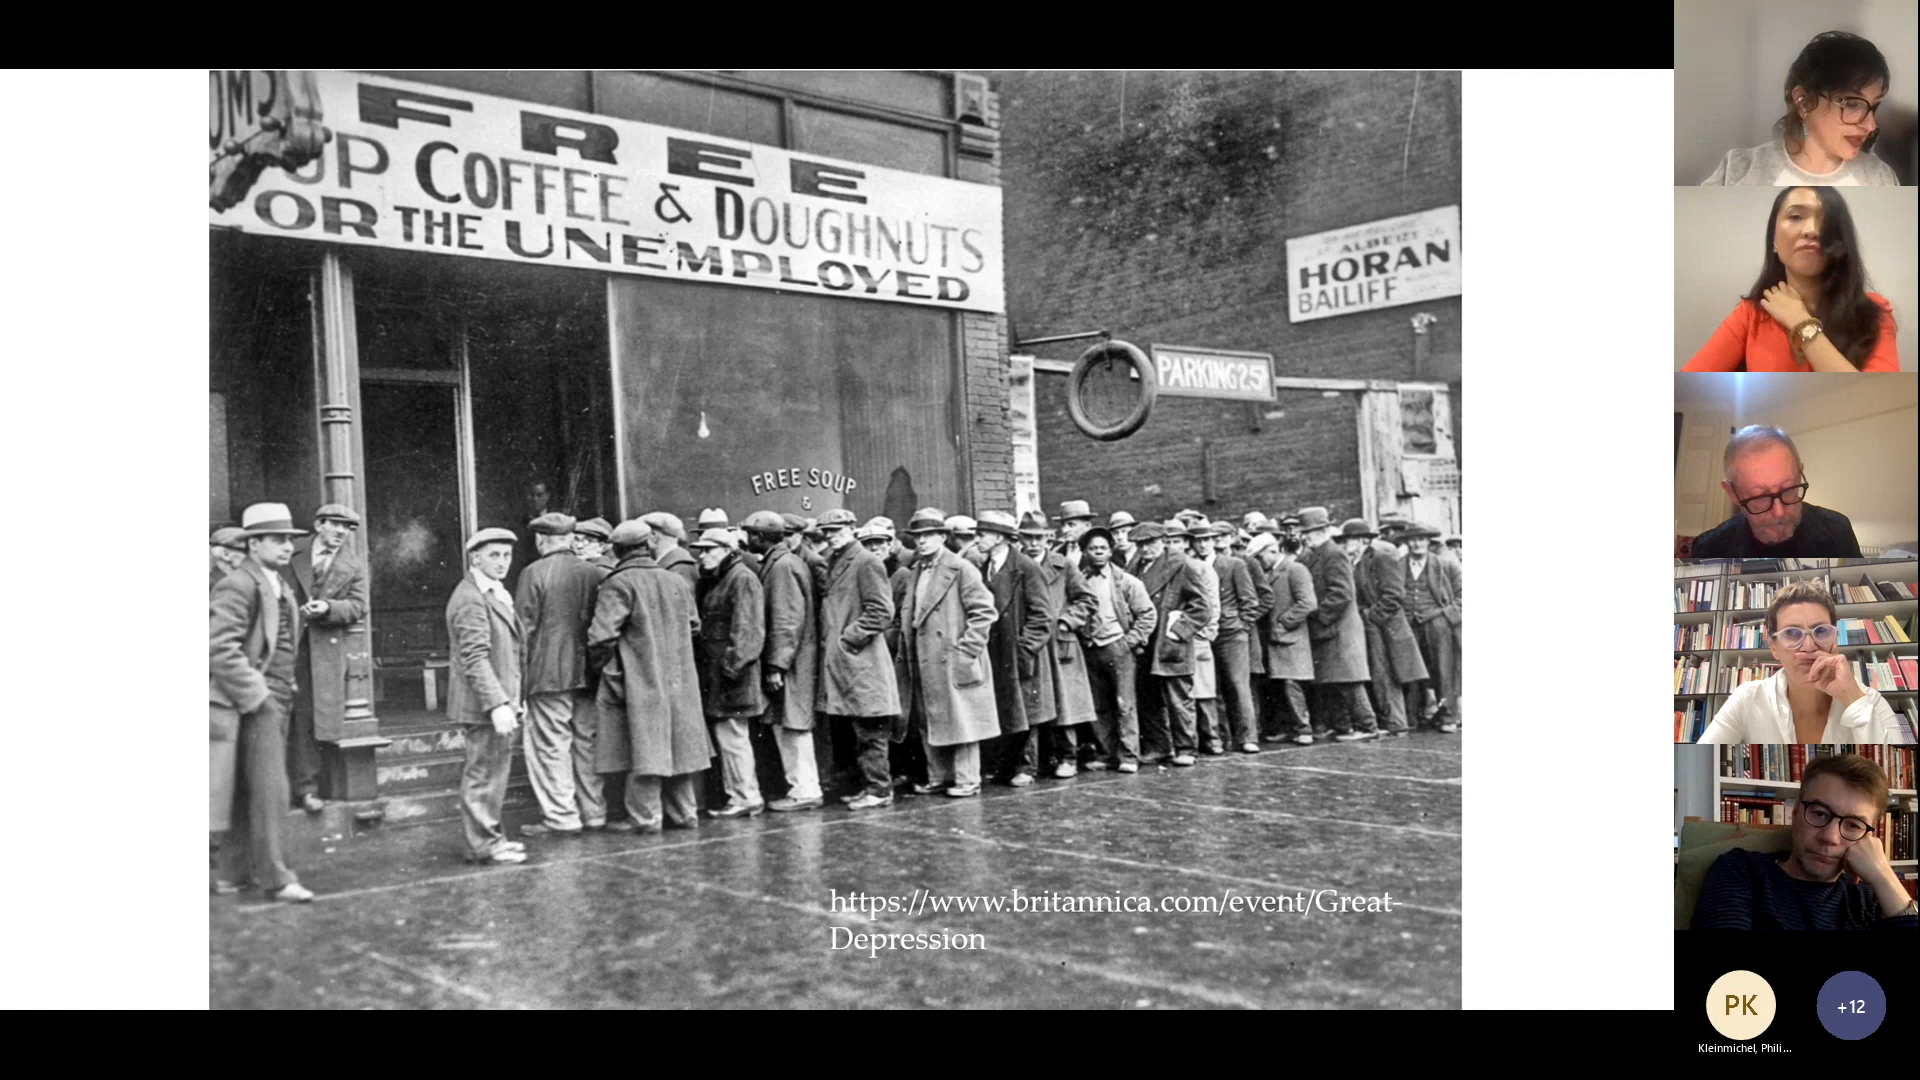 FREE
UP COFFEE & DOUGHNUTS
OR THE UNEMPLOYED
ALBERT
HORAN
BAILIFF
PARKING 25¢
FREE SOUP
&
https://www.britannica.com/event/Great-
Depression
PK
+12
Kleinmichel, Phili...